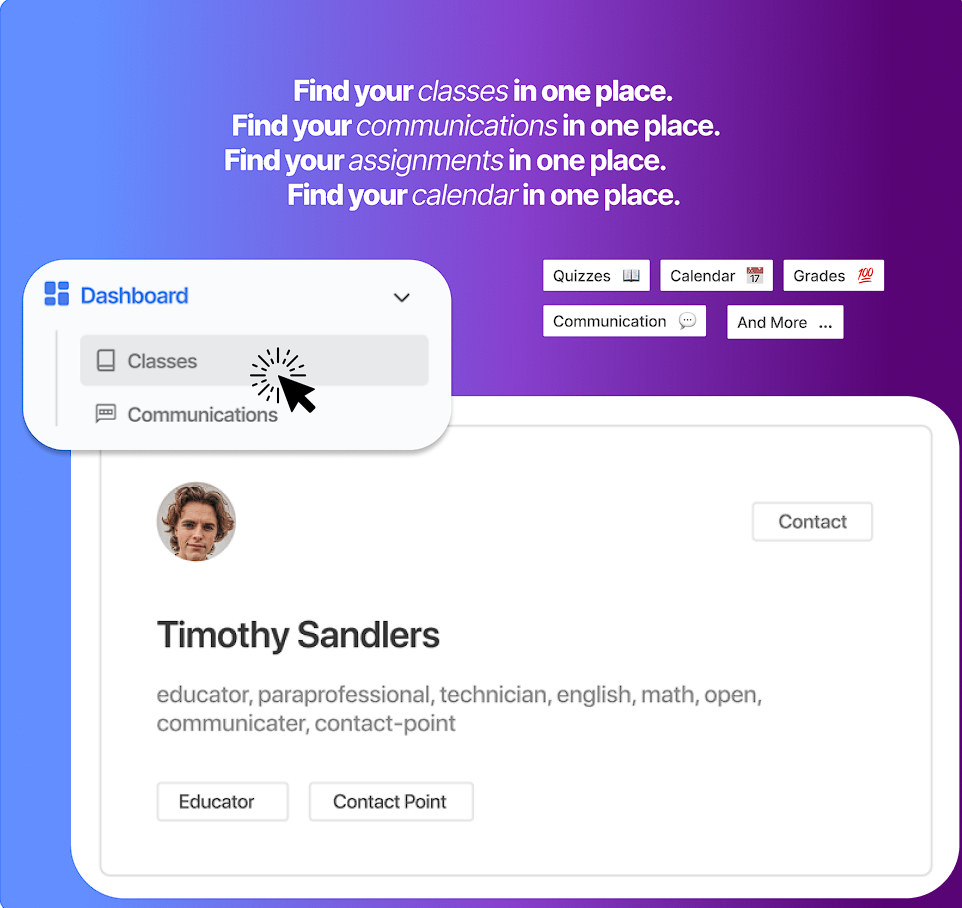 Find your classes in one place.
Find your communications in one place.
Find your assignments in one place.
Find your calendar in one place.
Dashboard
Classes
Communications
Quizzes 📖 Calendar 📅 Grades 💯
Communication 💬 And More ...
Contact
Timothy Sandlers
educator, paraprofessional, technician, english, math, open,
communicater, contact-point
Educator Contact Point